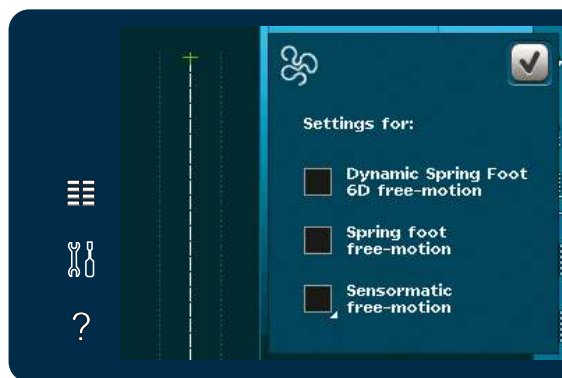 Settings for:
Dynamic Spring Foot
6D free-motion
Spring foot
free-motion
Sensormatic
free-motion
?